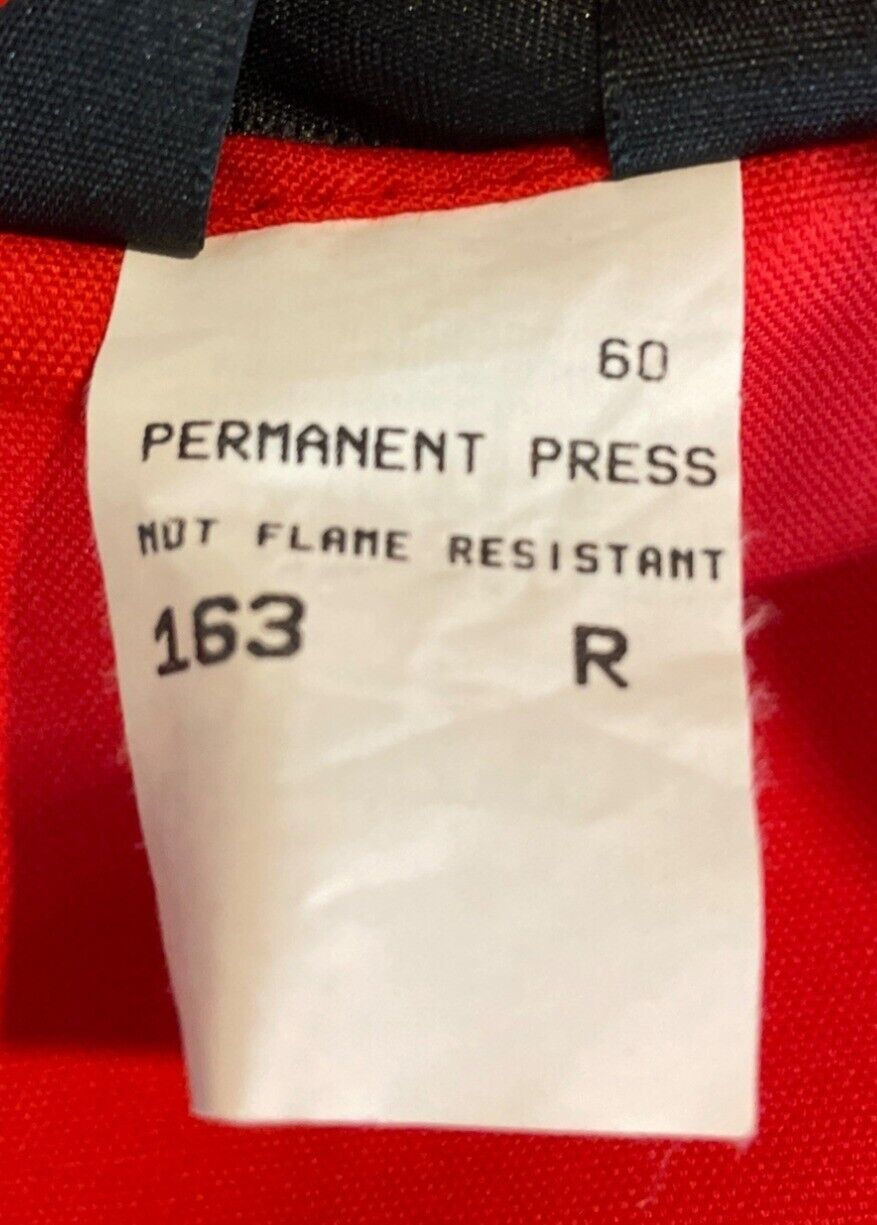 60
PERMANENT PRESS
NOT FLAME RESISTANT
163 R